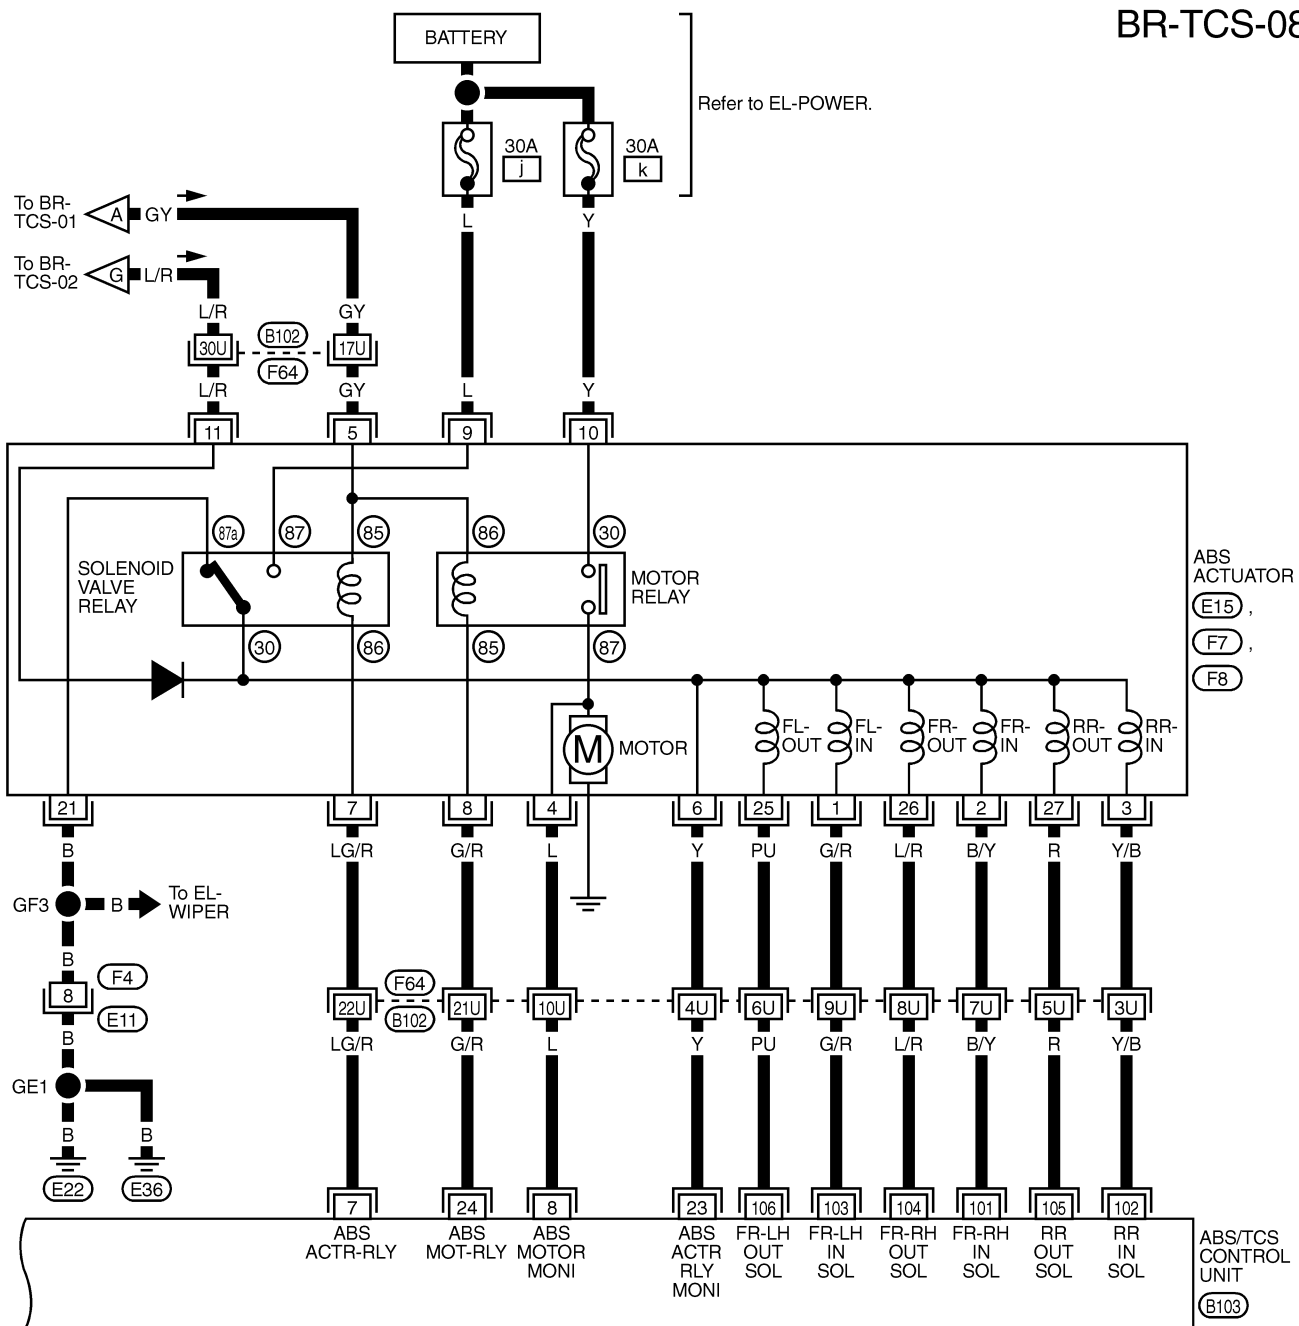 BR-TCS-08
BATTERY
Refer to EL-POWER.
30A
j
30A
k
To BR-
TCS-01
A
GY
L
Y
To BR-
TCS-02
G
L/R
L/R
GY
30U
B102
17U
F64
L/R
GY
L
Y
11
5
9
10
87a
87
85
86
30
SOLENOID
VALVE
RELAY
MOTOR
RELAY
ABS
ACTUATOR
E15 ,
F7 ,
F8
30
86
85
87
M
MOTOR
FL-
OUT
FL-
IN
FR-
OUT
FR-
IN
RR-
OUT
RR-
IN
21
7
8
4
6
25
1
26
2
27
3
B
LG/R
G/R
L
Y
PU
G/R
L/R
B/Y
R
Y/B
GF3
B
To EL-
WIPER
B
F4
8
E11
F64
B102
22U
21U
10U
4U
6U
9U
8U
7U
5U
3U
B
LG/R
G/R
L
Y
PU
G/R
L/R
B/Y
R
Y/B
GE1
B
B
E22
E36
7
24
8
23
106
103
104
101
105
102
ABS
ACTR-RLY
ABS
MOT-RLY
ABS
MOTOR
MONI
ABS
ACTR
RLY
MONI
FR-LH
OUT
SOL
FR-LH
IN
SOL
FR-RH
OUT
SOL
FR-RH
IN
SOL
RR
OUT
SOL
RR
IN
SOL
ABS/TCS
CONTROL
UNIT
B103